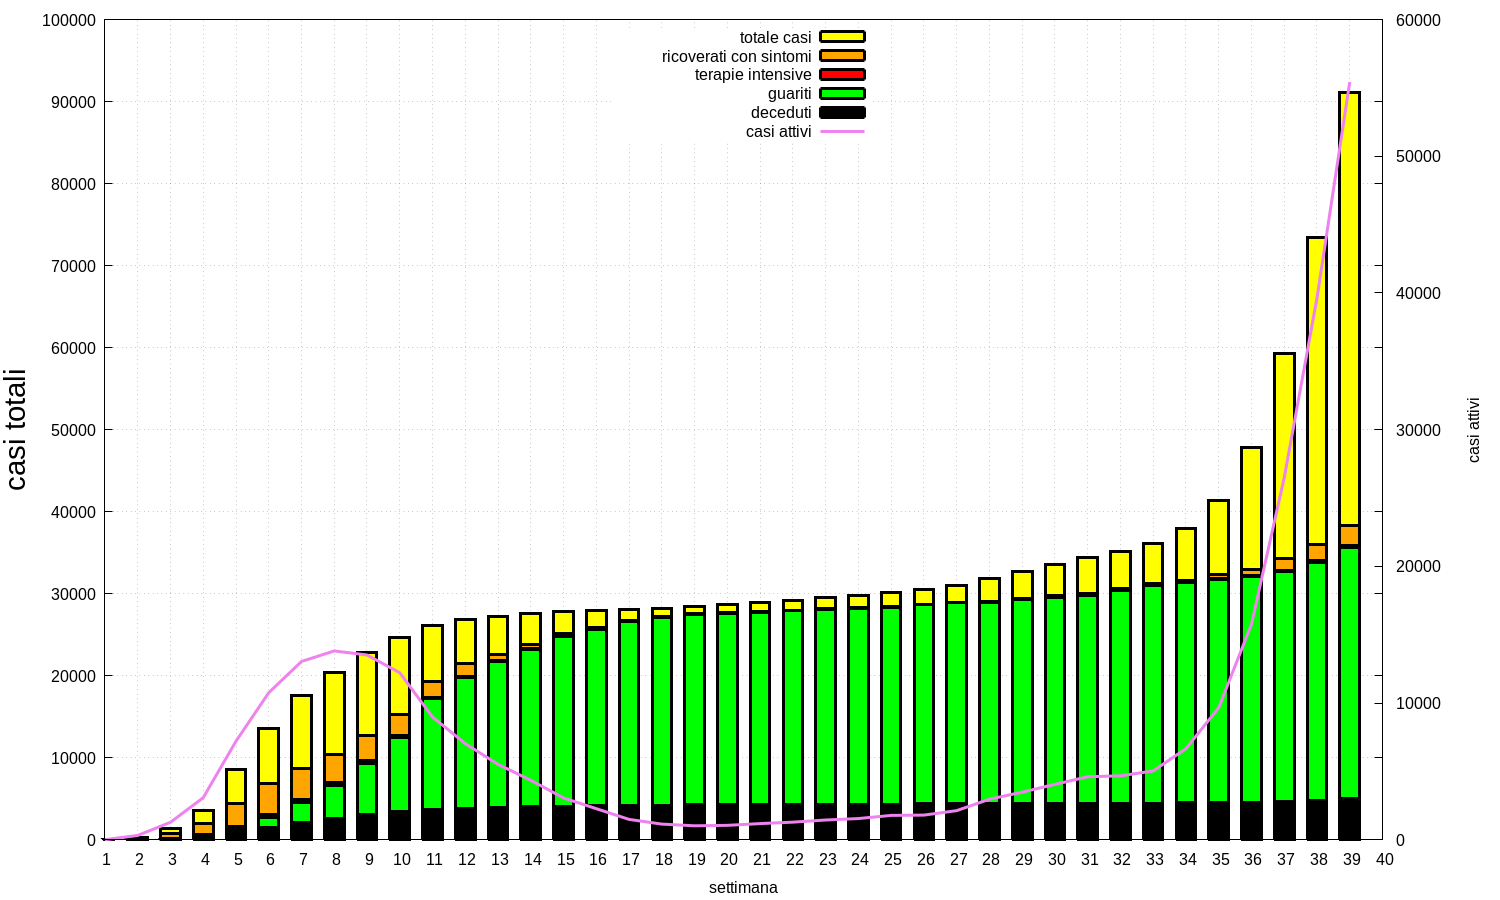 totale casi
ricoverati con sintomi
terapie intensive
guariti
deceduti
casi attivi
100000
90000
80000
70000
60000
50000
40000
30000
20000
10000
0
casi totali
60000
50000
40000
30000
20000
10000
0
casi attivi
1 2 3 4 5 6 7 8 9 10 11 12 13 14 15 16 17 18 19 20 21 22 23 24 25 26 27 28 29 30 31 32 33 34 35 36 37 38 39 40
settimana